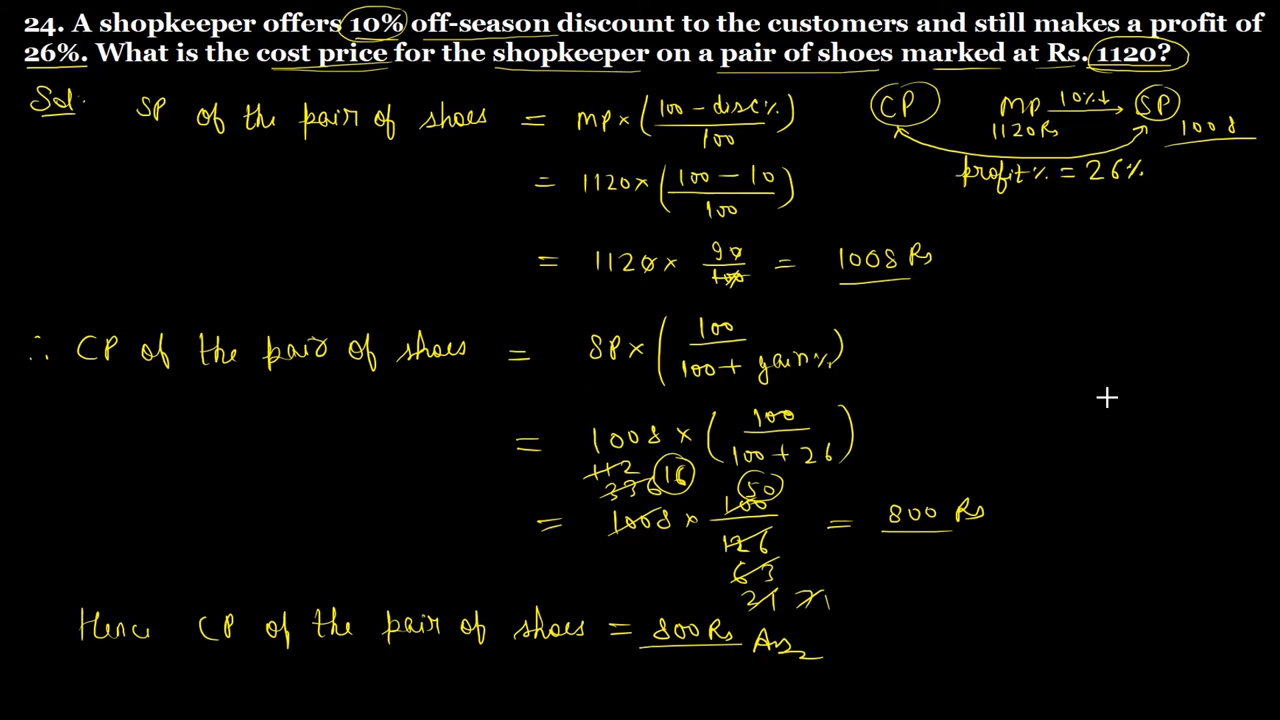 24. A shopkeeper offers 10% off-season discount to the customers and still makes a profit of
26%. What is the cost price for the shopkeeper on a pair of shoes marked at Rs. 1120?
Sol: SP of the pair of shoes = MP × (100 - disc% / 100)
CP MP 10%↓ → SP
1120 Rs 1008
profit% = 26%
= 1120 × (100 - 10 / 100)
= 1120 × 90/100 = 1008 Rs
∴ CP of the pair of shoes = SP × (100 / 100 + gain%)
= 1008 × (100 / 100 + 26)
112
336 16 50
= 1008 × 100/126 = 800 Rs
63
21
Hence CP of the pair of shoes = 800 Rs Ans